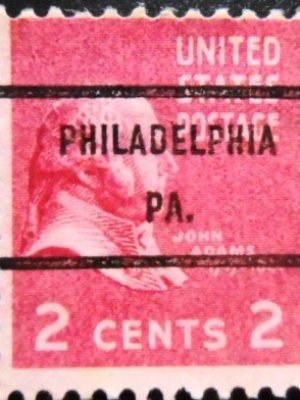 UNITED
STATES
POSTAGE
PHILADELPHIA
PA.
JOHN
ADAMS
2 CENTS 2